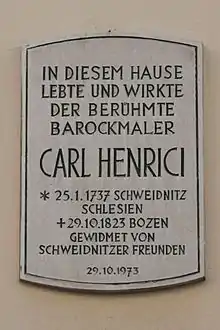 IN DIESEM HAUSE
LEBTE UND WIRKTE
DER BERÜHMTE
BAROCKMALER
CARL HENRICI
* 25.1.1737 SCHWEIDNITZ
SCHLESIEN
+ 29.10.1823 BOZEN
GEWIDMET VON
SCHWEIDNITZER FREUNDEN
29.10.1973